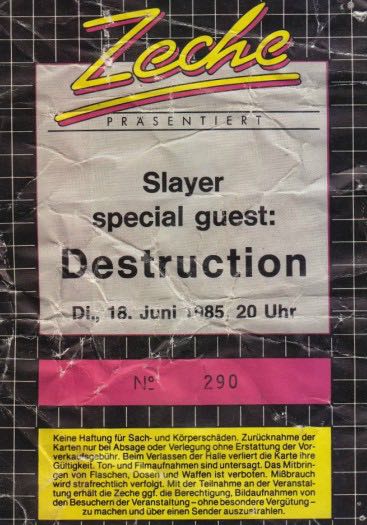 Zeche
PRÄSENTIERT
Slayer
special guest:
Destruction
Di., 18. Juni 1985, 20 Uhr
Nº 290
Keine Haftung für Sach- und Körperschäden. Zurücknahme der
Karten nur bei Absage oder Verlegung ohne Erstattung der Vor-
verkaufsgebühr. Beim Verlassen der Halle verliert die Karte ihre
Gültigkeit. Ton- und Filmaufnahmen sind untersagt. Das Mitbrin-
gen von Flaschen, Dosen und Waffen ist verboten. Mißbrauch
wird strafrechtlich verfolgt. Mit der Teilnahme an der Veranstal-
tung erhält die Zeche ggf. die Berechtigung, Bildaufnahmen von
den Besuchern der Veranstaltung – ohne besondere Vergütung –
zu machen und über einen Sender auszustrahlen.